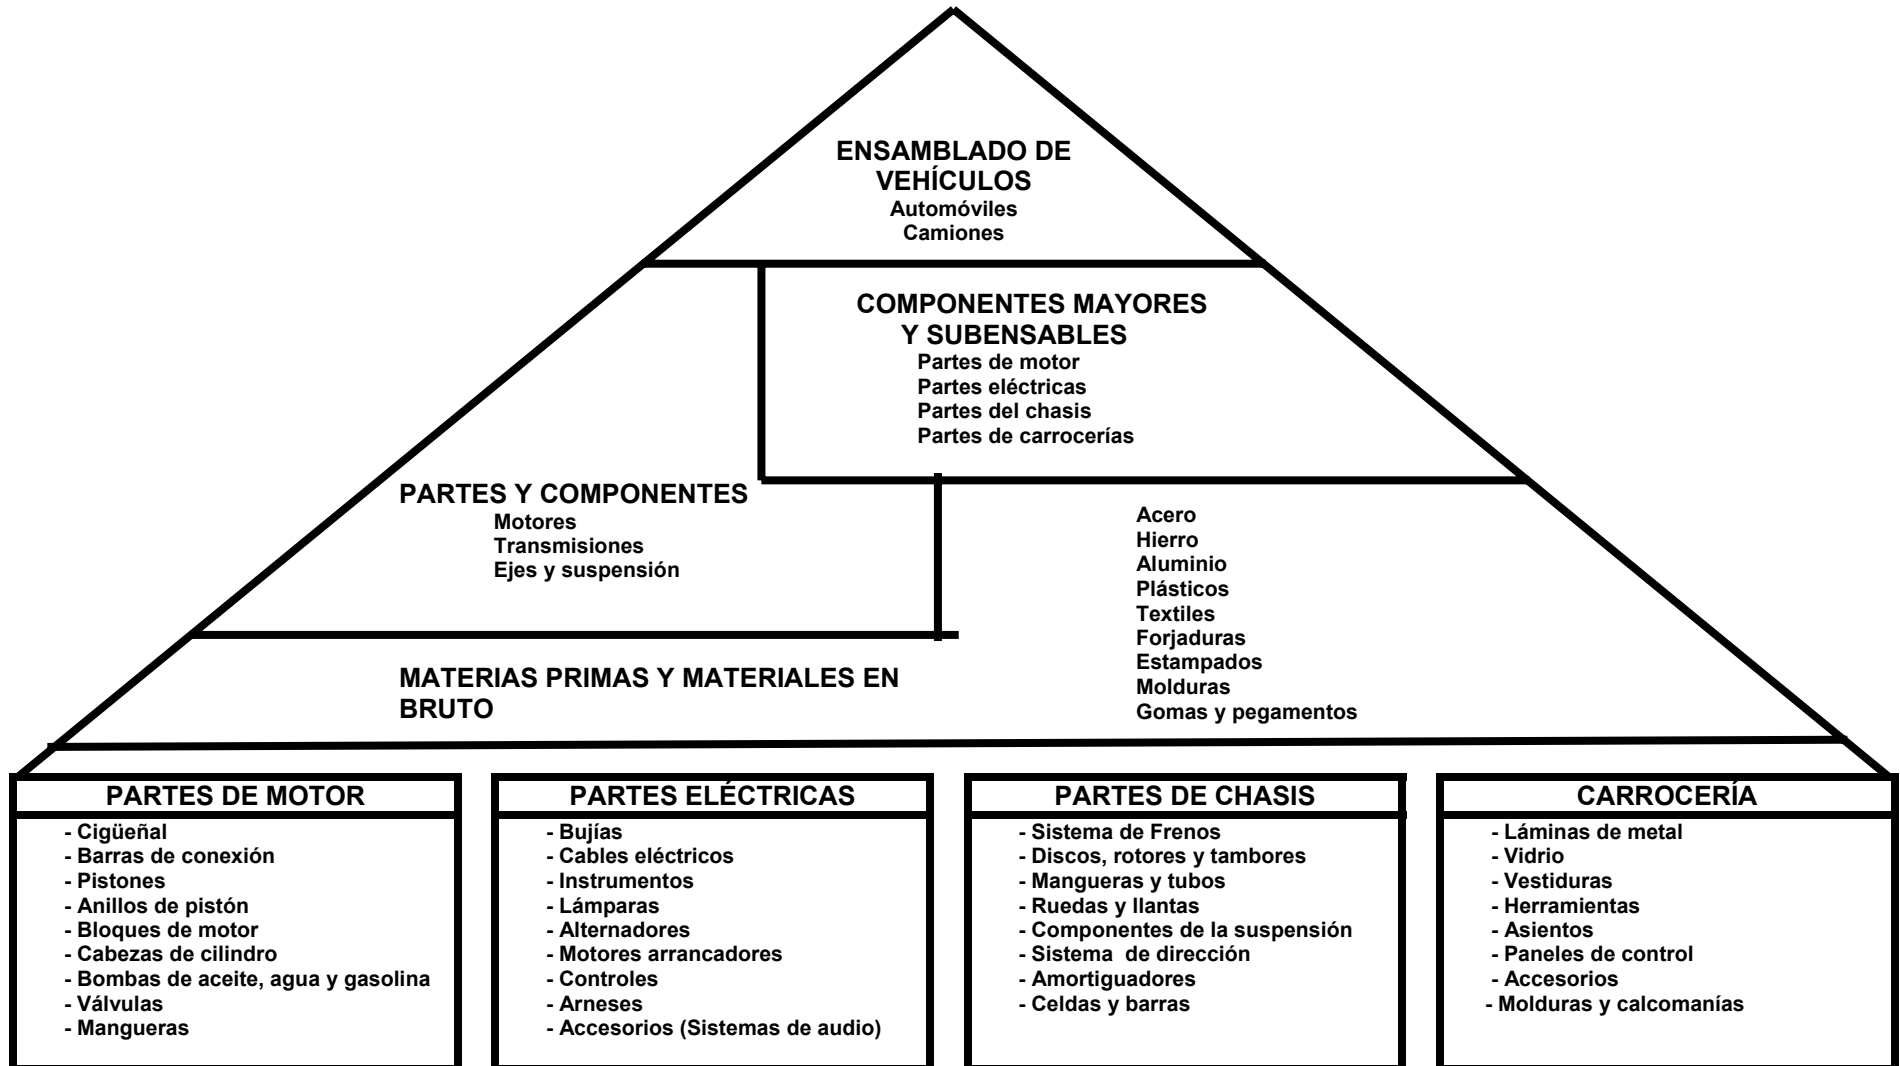 ENSAMBLADO DE
VEHÍCULOS
Automóviles
Camiones
COMPONENTES MAYORES
Y SUBENSABLES
Partes de motor
Partes eléctricas
Partes del chasis
Partes de carrocerías
PARTES Y COMPONENTES
Motores
Transmisiones
Ejes y suspensión
Acero
Hierro
Aluminio
Plásticos
Textiles
Forjaduras
Estampados
Molduras
Gomas y pegamentos
MATERIAS PRIMAS Y MATERIALES EN
BRUTO
PARTES DE MOTOR
- Cigüeñal
- Barras de conexión
- Pistones
- Anillos de pistón
- Bloques de motor
- Cabezas de cilindro
- Bombas de aceite, agua y gasolina
- Válvulas
- Mangueras
PARTES ELÉCTRICAS
- Bujías
- Cables eléctricos
- Instrumentos
- Lámparas
- Alternadores
- Motores arrancadores
- Controles
- Arneses
- Accesorios (Sistemas de audio)
PARTES DE CHASIS
- Sistema de Frenos
- Discos, rotores y tambores
- Mangueras y tubos
- Ruedas y llantas
- Componentes de la suspensión
- Sistema  de dirección
- Amortiguadores
- Celdas y barras
CARROCERÍA
- Láminas de metal
- Vidrio
- Vestiduras
- Herramientas
- Asientos
- Paneles de control
- Accesorios
- Molduras y calcomanías